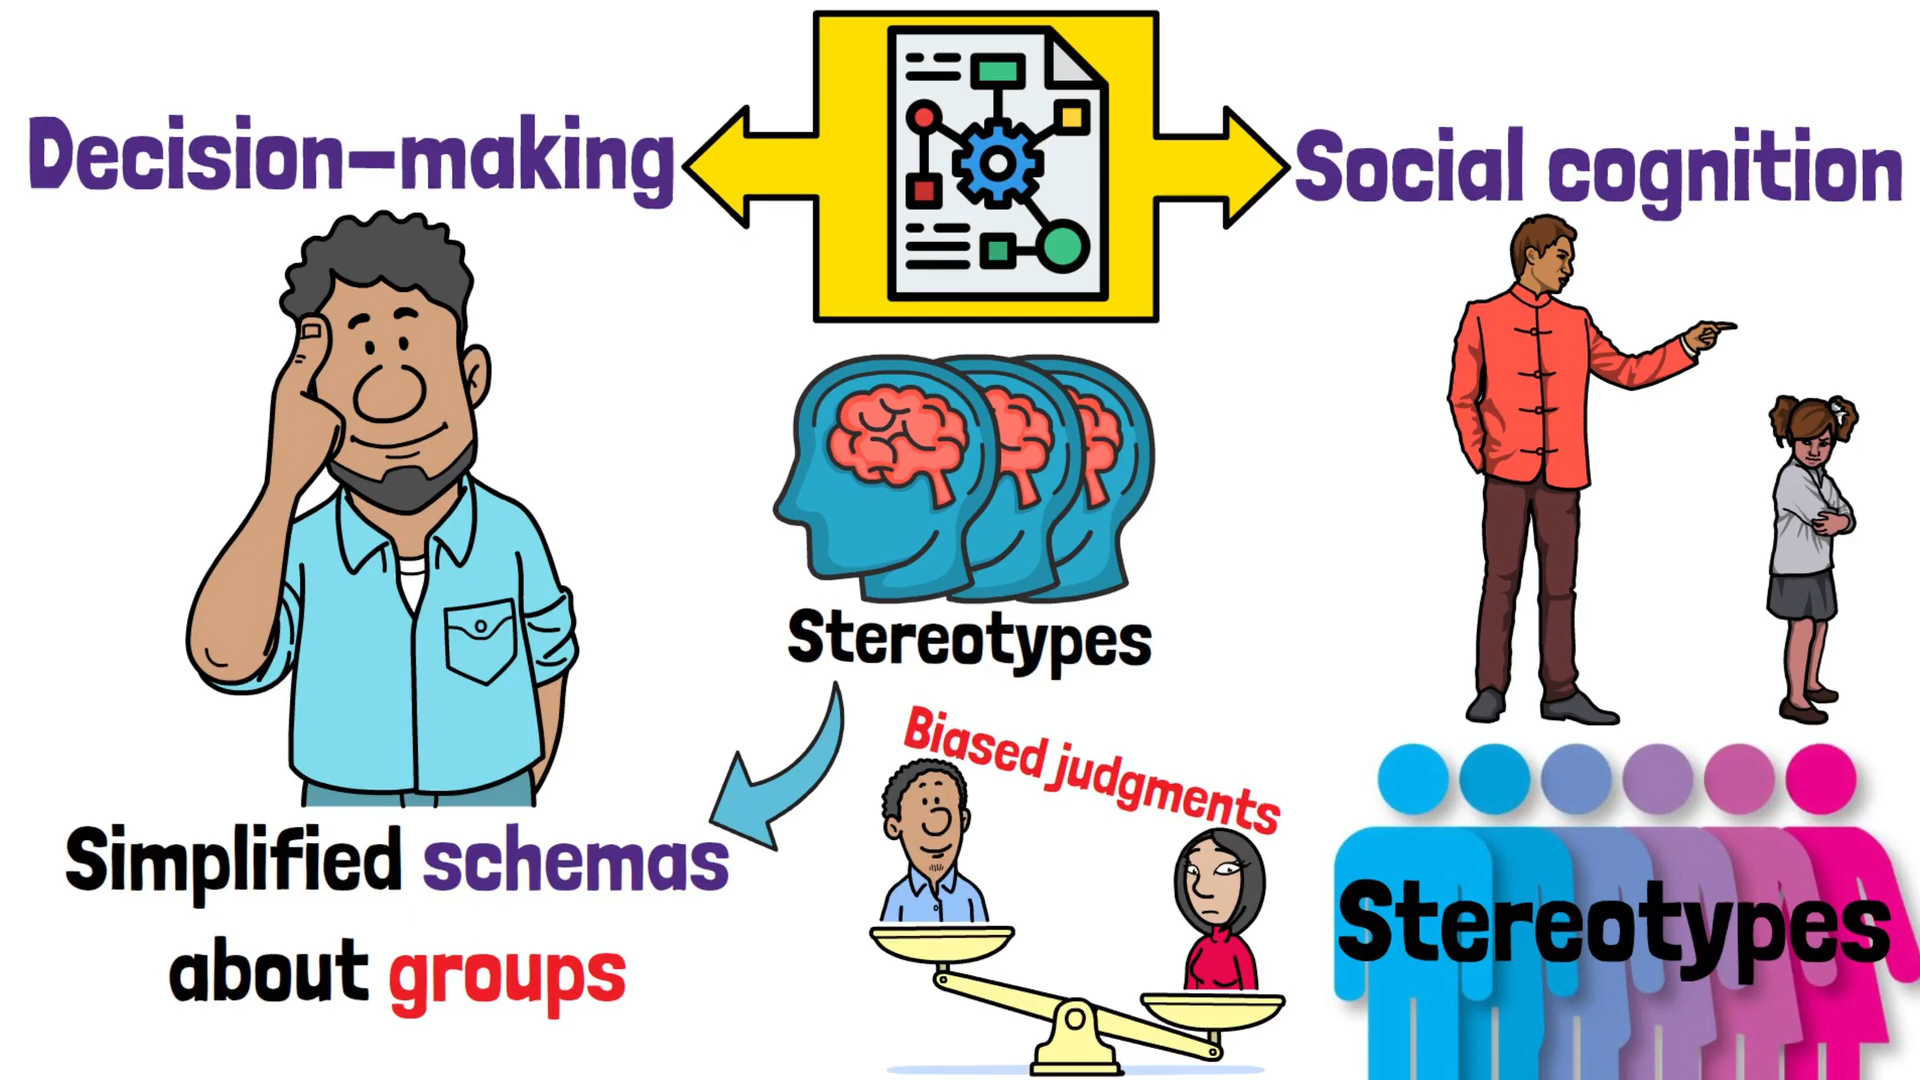 Decision-making
Social cognition
Stereotypes
Biased judgments
Simplified schemas
about groups
Stereotypes